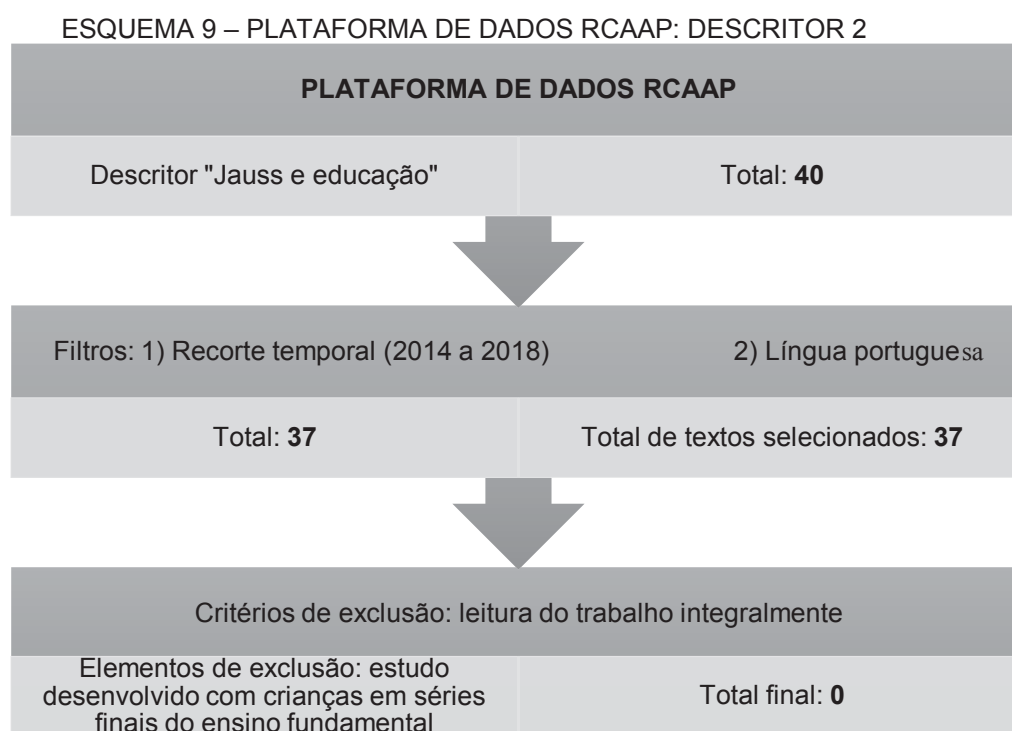 ESQUEMA 9 – PLATAFORMA DE DADOS RCAAP: DESCRITOR 2
PLATAFORMA DE DADOS RCAAP
Descritor "Jauss e educação"
Total: 40
Filtros: 1) Recorte temporal (2014 a 2018)
2) Língua portuguesa
Total: 37
Total de textos selecionados: 37
Critérios de exclusão: leitura do trabalho integralmente
Elementos de exclusão: estudo
desenvolvido com crianças em séries
finais do ensino fundamental
Total final: 0